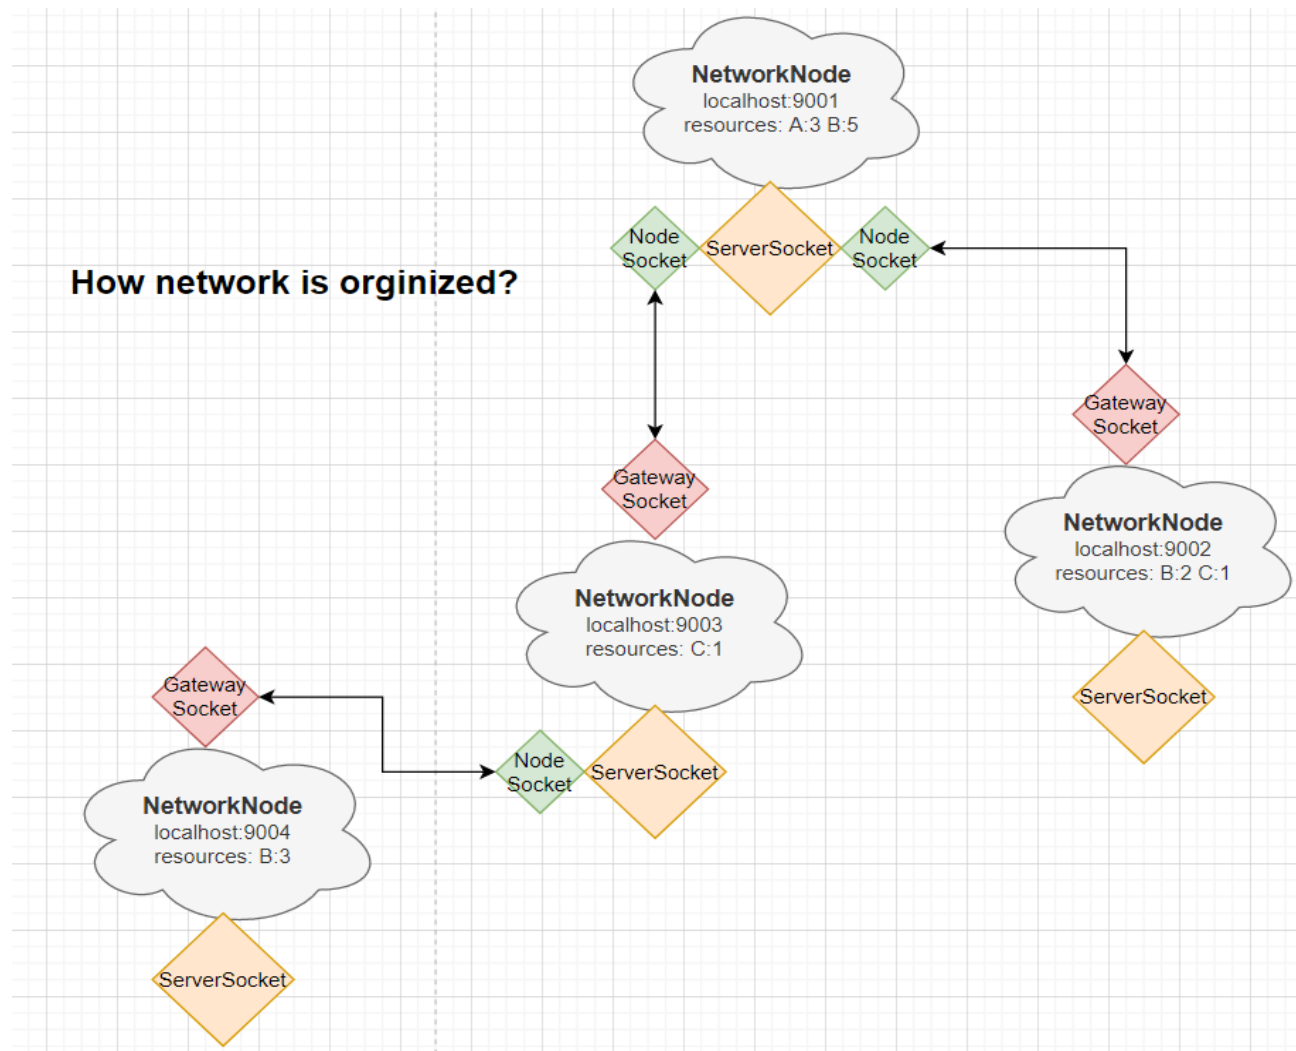 NetworkNode
localhost:9001
resources: A:3 B:5
Node
Socket
ServerSocket
Node
Socket
How network is orginized?
Gateway
Socket
NetworkNode
localhost:9002
resources: B:2 C:1
ServerSocket
Gateway
Socket
NetworkNode
localhost:9003
resources: C:1
Node
Socket
ServerSocket
Gateway
Socket
NetworkNode
localhost:9004
resources: B:3
ServerSocket